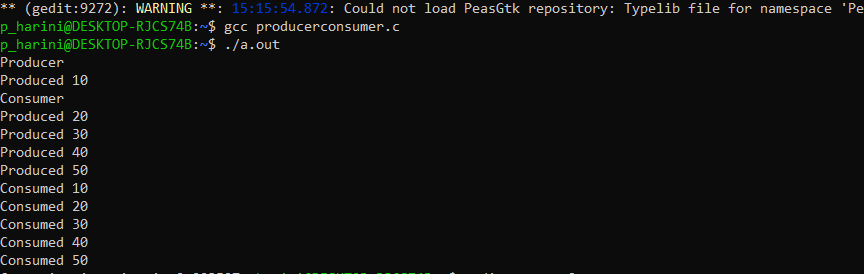 ** (gedit:9272): WARNING **: 15:15:54.872: Could not load PeasGtk repository: Typelib file for namespace 'Pe
p_harini@DESKTOP-RJCS74B:~$ gcc producerconsumer.c
p_harini@DESKTOP-RJCS74B:~$ ./a.out
Producer
Produced 10
Consumer
Produced 20
Produced 30
Produced 40
Produced 50
Consumed 10
Consumed 20
Consumed 30
Consumed 40
Consumed 50